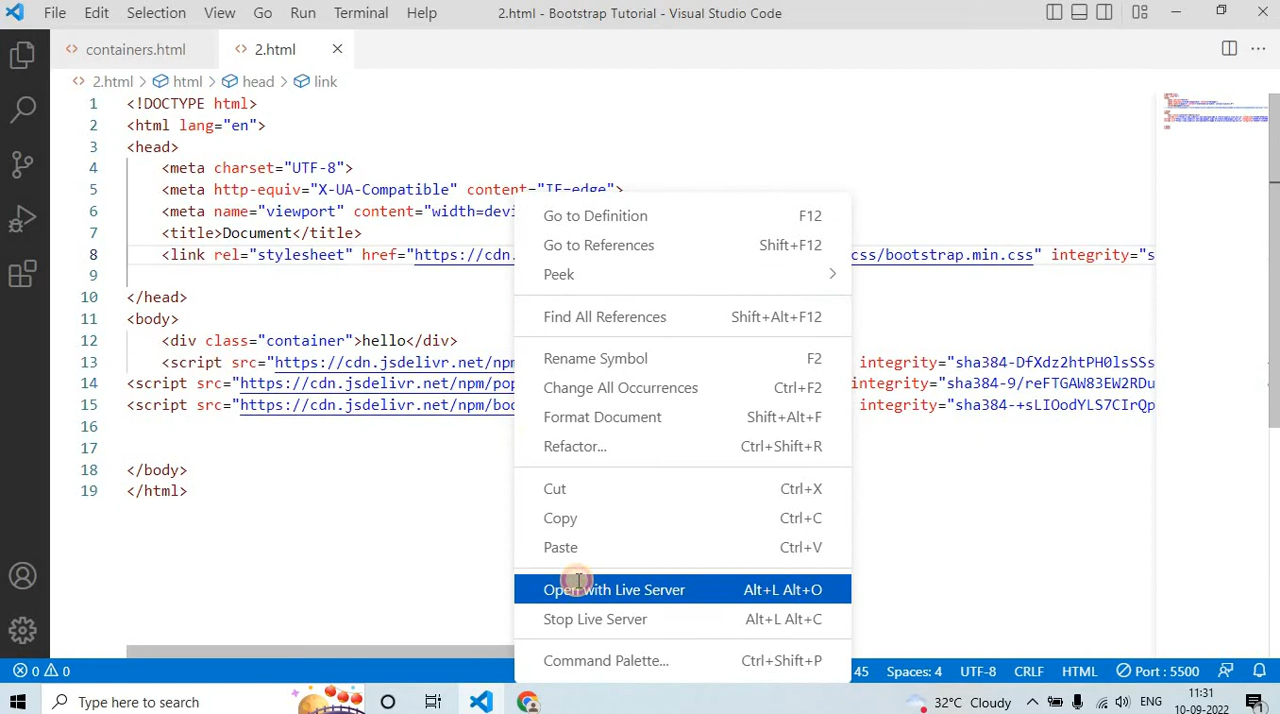 File Edit Selection View Go Run Terminal Help 2.html - Bootstrap Tutorial - Visual Studio Code
<> containers.html <> 2.html
<> 2.html > html > head > link
1 <!DOCTYPE html>
2 <html lang="en">
3 <head>
4 <meta charset="UTF-8">
5 <meta http-equiv="X-UA-Compatible" content="IE=edge">
6 <meta name="viewport" content="width=devi
7 <title>Document</title>
8 <link rel="stylesheet" href="https://cdn. css/bootstrap.min.css" integrity="s
9
10 </head>
11 <body>
12 <div class="container">hello</div>
13 <script src="https://cdn.jsdelivr.net/np integrity="sha384-DfXdz2htPH0lsSSs
14 <script src="https://cdn.jsdelivr.net/npm/pop integrity="sha384-9/reFTGAW83EW2RDu
15 <script src="https://cdn.jsdelivr.net/npm/boo integrity="sha384-+sLIOodYLS7CIrQp
16
17
18 </body>
19 </html>
Go to Definition F12
Go to References Shift+F12
Peek
Find All References Shift+Alt+F12
Rename Symbol F2
Change All Occurrences Ctrl+F2
Format Document Shift+Alt+F
Refactor... Ctrl+Shift+R
Cut Ctrl+X
Copy Ctrl+C
Paste Ctrl+V
Open with Live Server Alt+L Alt+O
Stop Live Server Alt+L Alt+C
Command Palette... Ctrl+Shift+P
0 0 45 Spaces: 4 UTF-8 CRLF HTML Port : 5500
Type here to search 32°C Cloudy ENG 11:31
10-09-2022